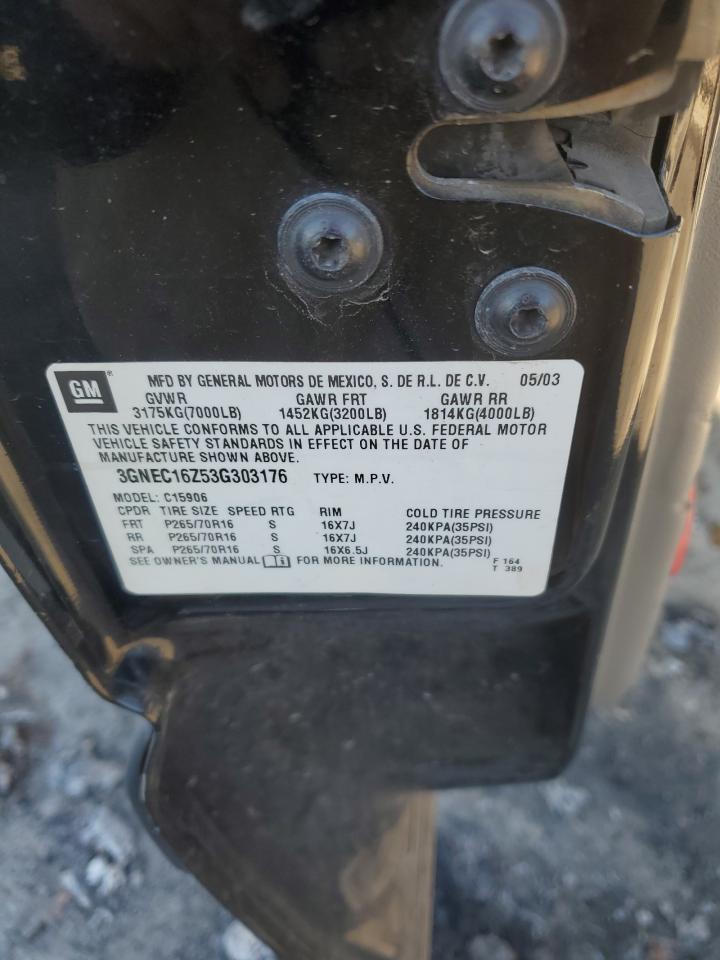 GM ® MFD BY GENERAL MOTORS DE MEXICO, S. DE R.L. DE C.V. 05/03
GVWR GAWR FRT GAWR RR
3175KG(7000LB) 1452KG(3200LB) 1814KG(4000LB)
THIS VEHICLE CONFORMS TO ALL APPLICABLE U.S. FEDERAL MOTOR
VEHICLE SAFETY STANDARDS IN EFFECT ON THE DATE OF
MANUFACTURE SHOWN ABOVE.
3GNEC16Z53G303176 TYPE: M.P.V.
MODEL: C15906
CPDR TIRE SIZE SPEED RTG RIM COLD TIRE PRESSURE
FRT P265/70R16 S 16X7J 240KPA(35PSI)
RR P265/70R16 S 16X7J 240KPA(35PSI)
SPA P265/70R16 S 16X6.5J 240KPA(35PSI)
SEE OWNER'S MANUAL i FOR MORE INFORMATION. F 164
T 389